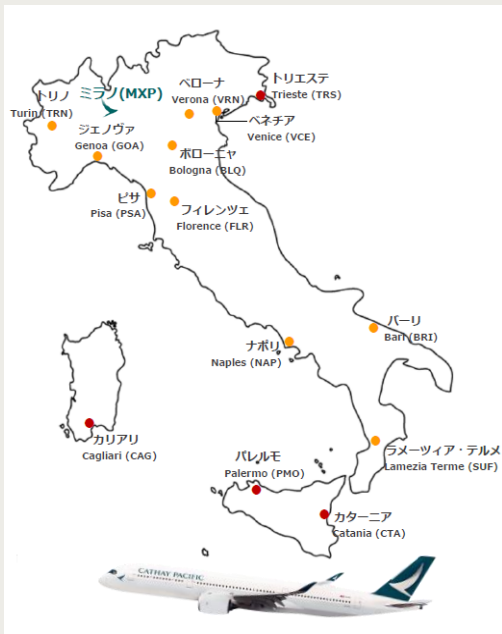 トリノ
Turin (TRN)
ミラノ(MXP)
ジェノヴァ
Genoa (GOA)
ベローナ
Verona (VRN)
トリエステ
Trieste (TRS)
ベネチア
Venice (VCE)
ボローニャ
Bologna (BLQ)
ピサ
Pisa (PSA)
フィレンツェ
Florence (FLR)
バーリ
Bari (BRI)
ナポリ
Naples (NAP)
カリアリ
Cagliari (CAG)
ラメーツィア・テルメ
Lamezia Terme (SUF)
パレルモ
Palermo (PMO)
カターニア
Catania (CTA)
CATHAY PACIFIC